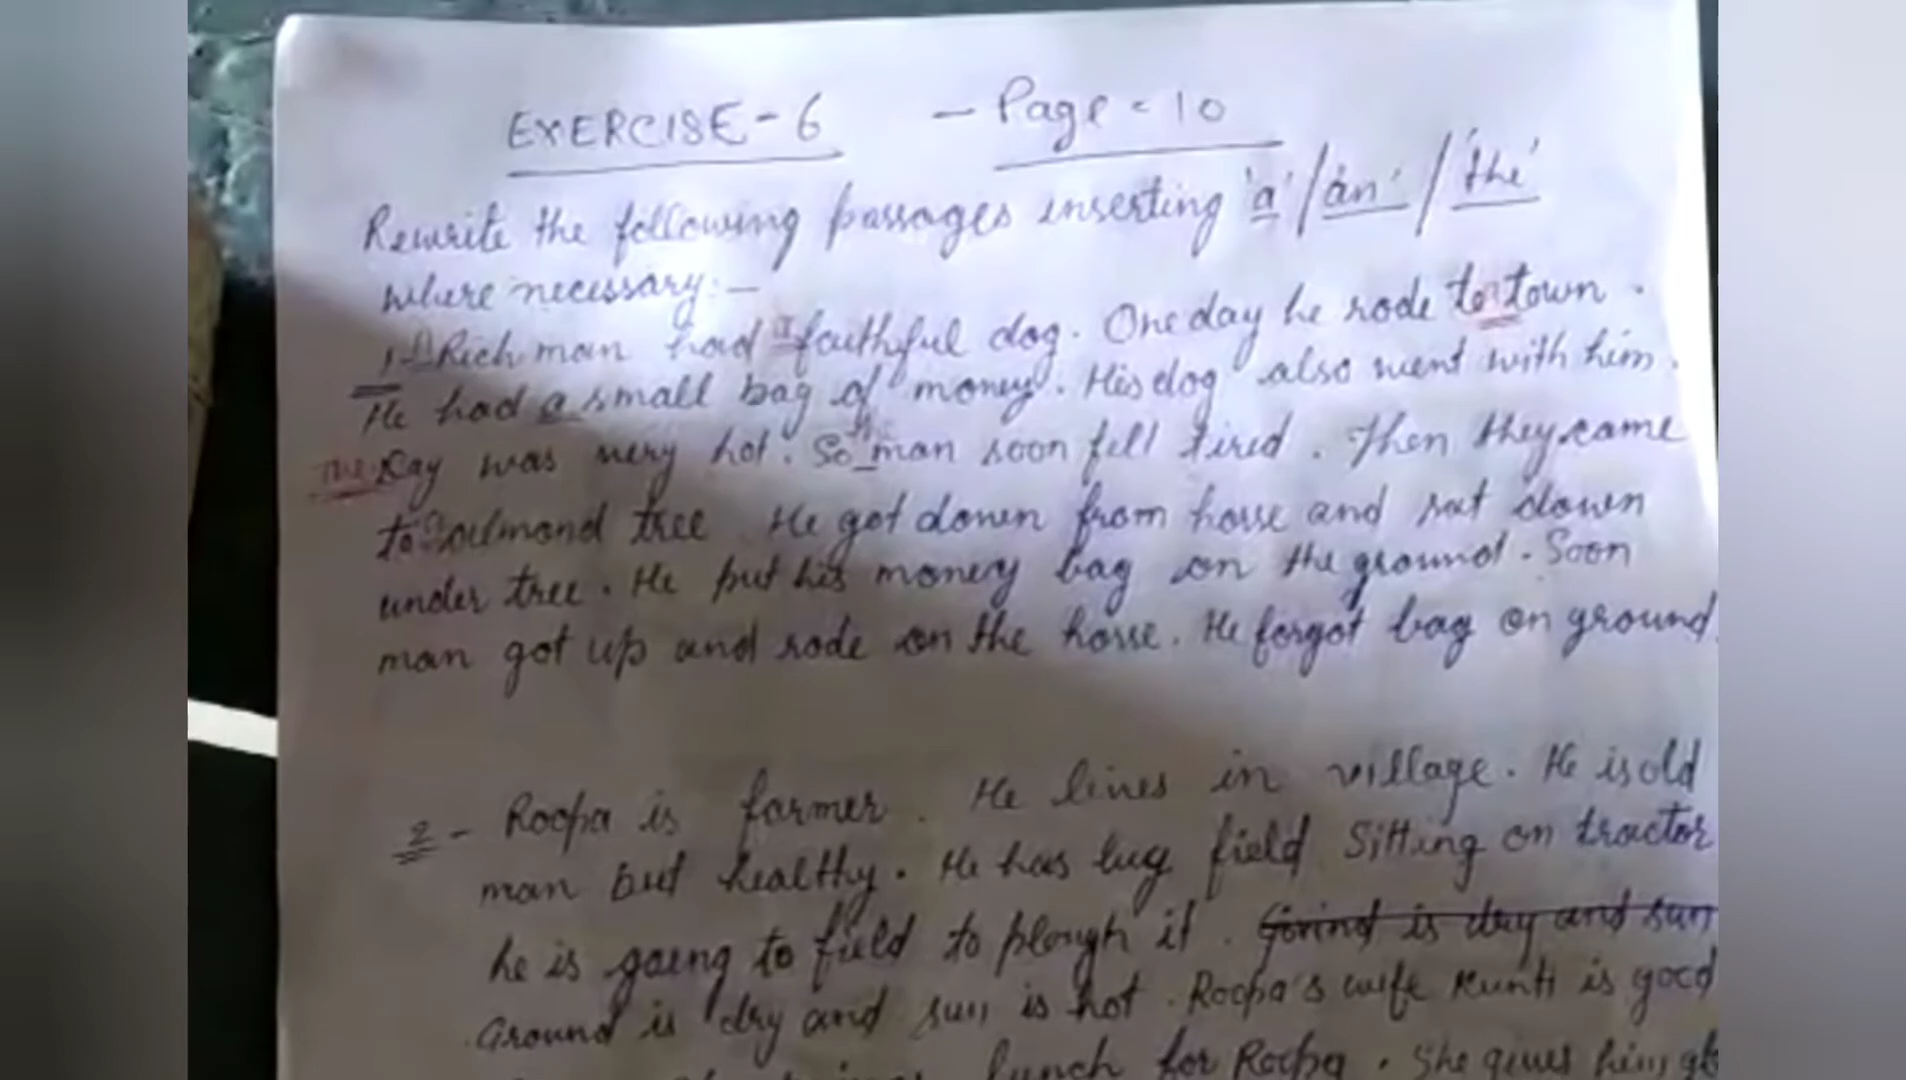 EXERCISE-6 - Page-10
Rewrite the following passages inserting 'a'/'an'/'the'
where necessary:-
1- Rich man had a faithful dog. One day he rode to town.
He had a small bag of money. His dog also went with him.
The Day was very hot. So the man soon fell tired. Then they came
to almond tree He got down from horse and sat down
under tree. He put his money bag on the ground. Soon
man got up and rode on the horse. He forgot bag on ground.
2- Roopa is farmer. He lives in village. He is old
man but healthy. He has big field Sitting on tractor
he is going to field to plough it. is dry and sun
Ground is dry and sun is hot. Roopa's wife Kunti is good
lunch for Roopa. She gives him